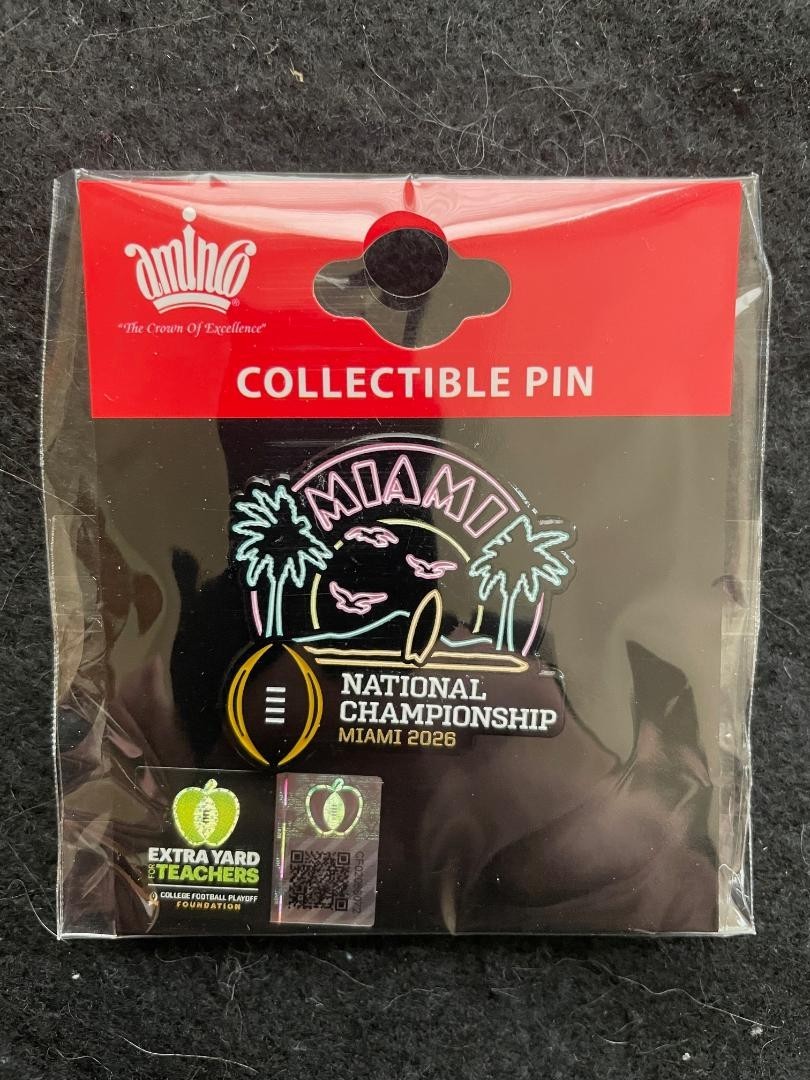 aminco®
"The Crown Of Excellence"
COLLECTIBLE PIN
MIAMI
NATIONAL
CHAMPIONSHIP
MIAMI 2026
EXTRA YARD
FOR TEACHERS
COLLEGE FOOTBALL PLAYOFF
FOUNDATION